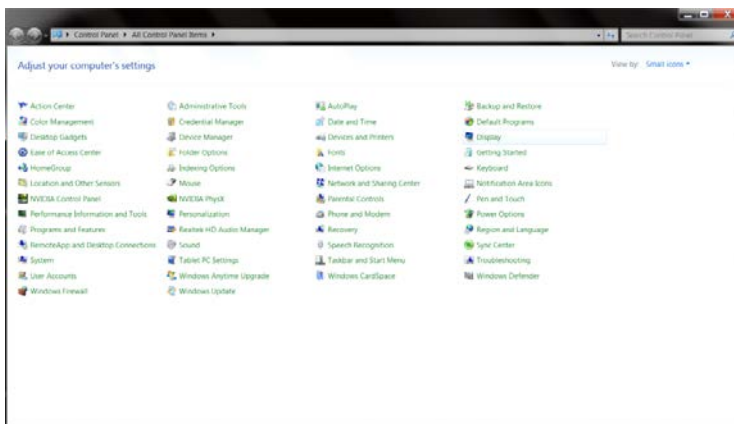 Control Panel ▸ All Control Panel Items ▸
Search Control Panel
Adjust your computer's settings
View by: Small icons
Action Center
Administrative Tools
AutoPlay
Backup and Restore
Color Management
Credential Manager
Date and Time
Default Programs
Desktop Gadgets
Device Manager
Devices and Printers
Display
Ease of Access Center
Folder Options
Fonts
Getting Started
HomeGroup
Indexing Options
Internet Options
Keyboard
Location and Other Sensors
Mouse
Network and Sharing Center
Notification Area Icons
NVIDIA Control Panel
NVIDIA PhysX
Parental Controls
Pen and Touch
Performance Information and Tools
Personalization
Phone and Modem
Power Options
Programs and Features
Realtek HD Audio Manager
Recovery
Region and Language
RemoteApp and Desktop Connections
Sound
Speech Recognition
Sync Center
System
Tablet PC Settings
Taskbar and Start Menu
Troubleshooting
User Accounts
Windows Anytime Upgrade
Windows CardSpace
Windows Defender
Windows Firewall
Windows Update